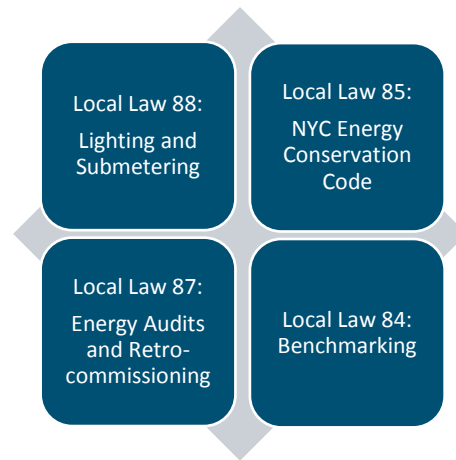 Local Law 88:
Lighting and
Submetering
Local Law 85:
NYC Energy
Conservation
Code
Local Law 87:
Energy Audits
and Retro-
commissioning
Local Law 84:
Benchmarking